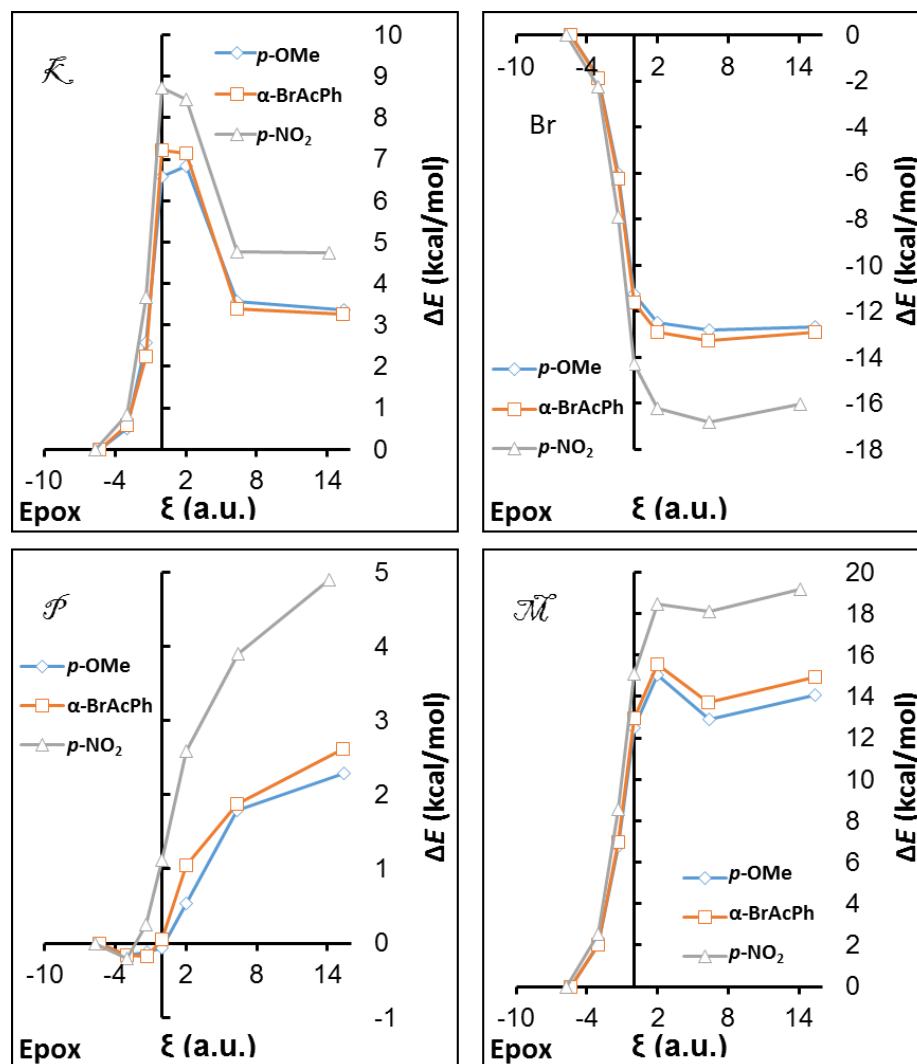 𝒦
p-OMe
α-BrAcPh
p-NO₂
10
9
8
7
6
5
4
3
2
1
0
ΔE (kcal/mol)
-10 -4 2 8 14
Epox ξ (a.u.)
Br
-10 -4 2 8 14
0
-2
-4
-6
-8
-10
-12
-14
-16
-18
ΔE (kcal/mol)
p-OMe
α-BrAcPh
p-NO₂
Epox ξ (a.u.)
𝒫
p-OMe
α-BrAcPh
p-NO₂
5
4
3
2
1
0
-1
ΔE (kcal/mol)
-10 -4 2 8 14
Epox ξ (a.u.)
ℳ
20
18
16
14
12
10
8
6
4
2
0
ΔE (kcal/mol)
p-OMe
α-BrAcPh
p-NO₂
-10 -4 2 8 14
Epox ξ (a.u.)